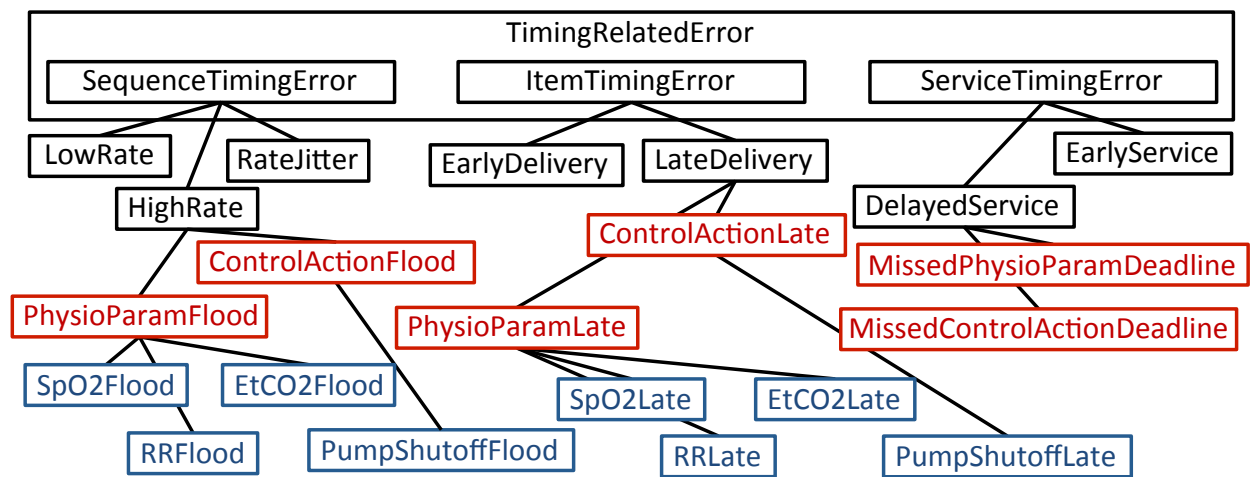 TimingRelatedError
SequenceTimingError
ItemTimingError
ServiceTimingError
LowRate
RateJitter
EarlyDelivery
LateDelivery
EarlyService
HighRate
DelayedService
ControlActionFlood
ControlActionLate
MissedPhysioParamDeadline
PhysioParamFlood
PhysioParamLate
MissedControlActionDeadline
SpO2Flood
EtCO2Flood
SpO2Late
EtCO2Late
RRFlood
PumpShutoffFlood
RRLate
PumpShutoffLate